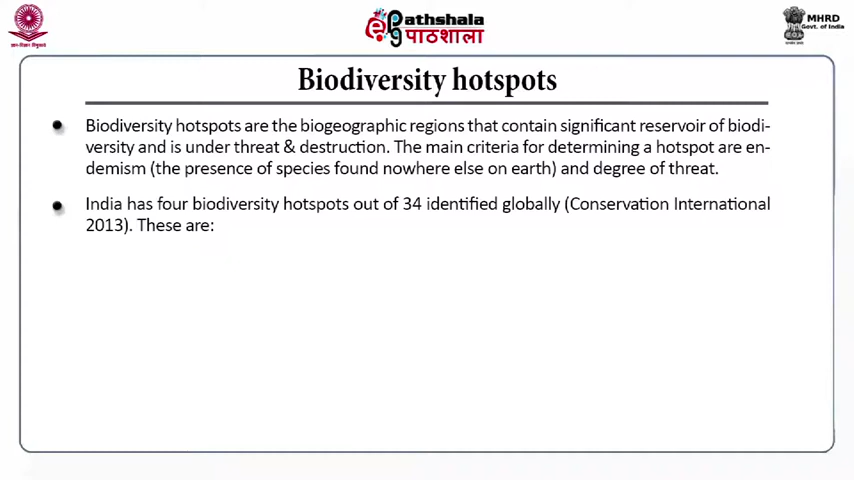 ePathshala
पाठशाला
MHRD
Govt. of India
Biodiversity hotspots
Biodiversity hotspots are the biogeographic regions that contain significant reservoir of biodi-
versity and is under threat & destruction. The main criteria for determining a hotspot are en-
demism (the presence of species found nowhere else on earth) and degree of threat.
India has four biodiversity hotspots out of 34 identified globally (Conservation International
2013). These are: